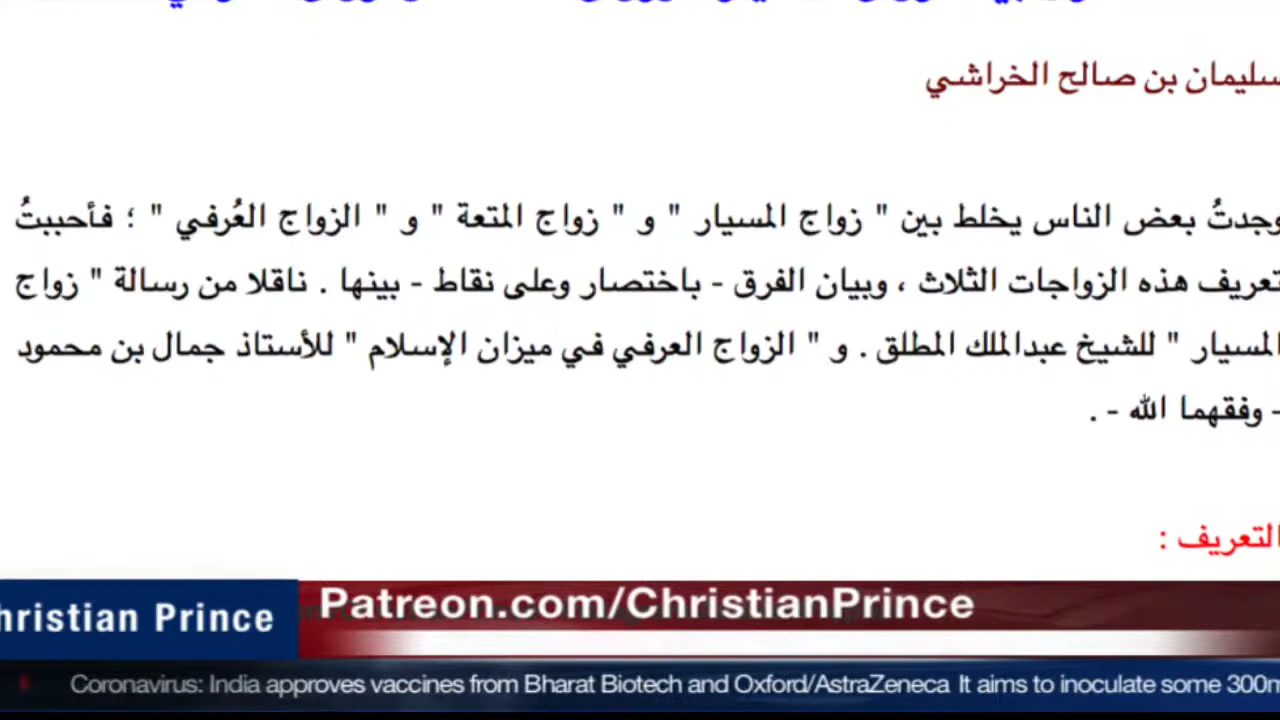 سليمان بن صالح الخراشي
وجدتُ بعض الناس يخلط بين " زواج المسيار " و " زواج المتعة " و " الزواج العُرفي " ؛ فأحببتُ
تعريف هذه الزواجات الثلاث ، وبيان الفرق - باختصار وعلى نقاط - بينها . ناقلا من رسالة " زواج
المسيار " للشيخ عبدالملك المطلق . و " الزواج العرفي في ميزان الإسلام " للأستاذ جمال بن محمود
- وفقهما الله - .
التعريف :
Patreon.com/ChristianPrince
hristian Prince
Coronavirus: India approves vaccines from Bharat Biotech and Oxford/AstraZeneca It aims to inoculate some 300m